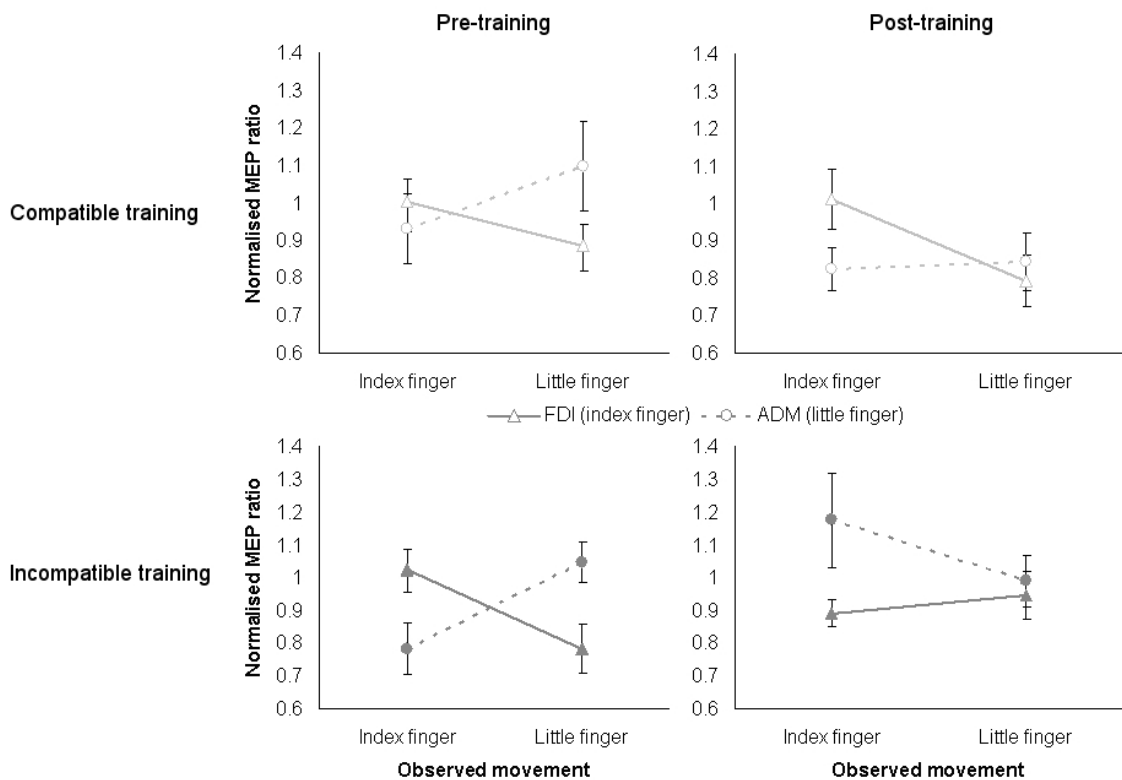 Pre-training
Post-training
Compatible training
Normalised MEP ratio
1.4
1.3
1.2
1.1
1
0.9
0.8
0.7
0.6
Index finger
Little finger
1.4
1.3
1.2
1.1
1
0.9
0.8
0.7
0.6
Index finger
Little finger
FDI (index finger)
ADM (little finger)
Incompatible training
Normalised MEP ratio
1.4
1.3
1.2
1.1
1
0.9
0.8
0.7
0.6
Index finger
Little finger
Observed movement
1.4
1.3
1.2
1.1
1
0.9
0.8
0.7
0.6
Index finger
Little finger
Observed movement